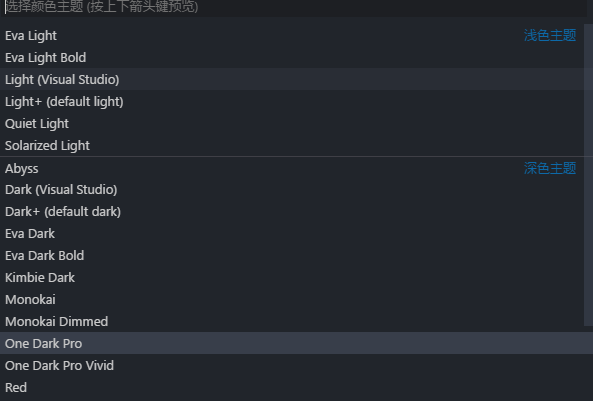 选择颜色主题 (按上下箭头键预览)
Eva Light 浅色主题
Eva Light Bold
Light (Visual Studio)
Light+ (default light)
Quiet Light
Solarized Light
Abyss 深色主题
Dark (Visual Studio)
Dark+ (default dark)
Eva Dark
Eva Dark Bold
Kimbie Dark
Monokai
Monokai Dimmed
One Dark Pro
One Dark Pro Vivid
Red